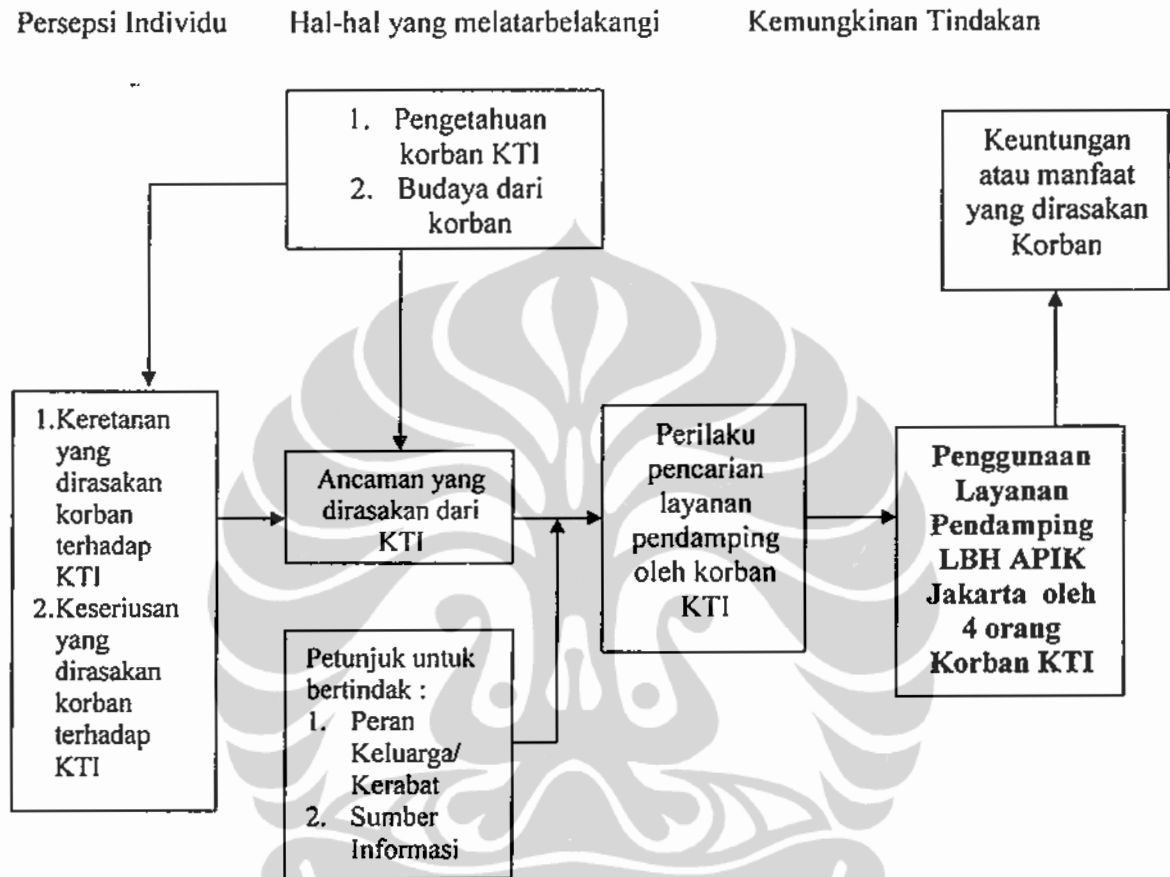 Persepsi Individu Hal-hal yang melatarbelakangi Kemungkinan Tindakan
1. Pengetahuan
korban KTI
2. Budaya dari
korban
Keuntungan
atau manfaat
yang dirasakan
Korban
1.Keretanan
yang
dirasakan
korban
terhadap
KTI
2.Keseriusan
yang
dirasakan
korban
terhadap
KTI
Ancaman yang
dirasakan dari
KTI
Petunjuk untuk
bertindak :
1. Peran
Keluarga/
Kerabat
2. Sumber
Informasi
Perilaku
pencarian
layanan
pendamping
oleh korban
KTI
Penggunaan
Layanan
Pendamping
LBH APIK
Jakarta oleh
4 orang
Korban KTI